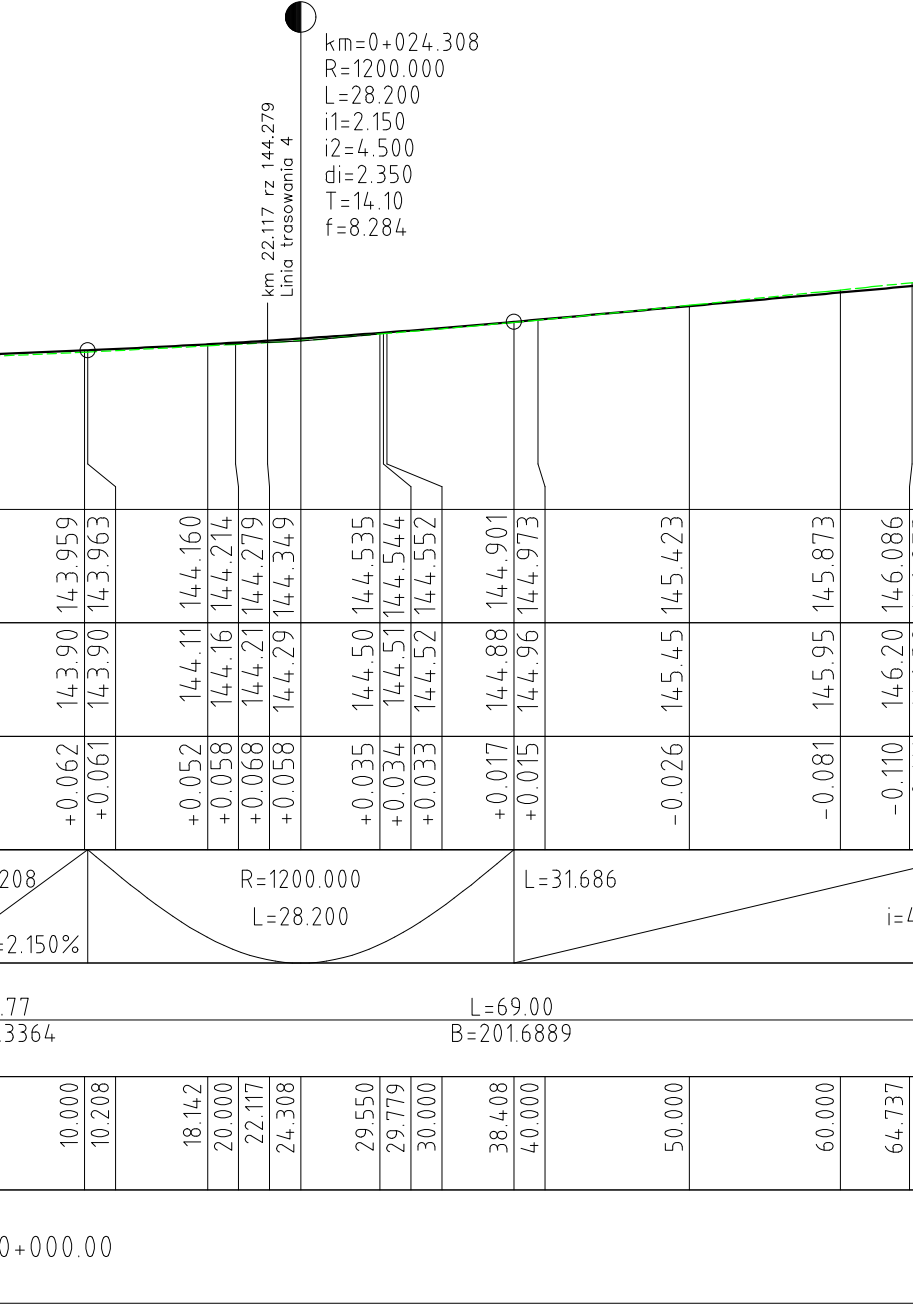 km=0+024.308
R=1200.000
L=28.200
i1=2.150
i2=4.500
di=2.350
T=14.10
f=8.284
km 22.117 rz 144.279
Linia trasowania 4
143.959 143.963 144.160 144.214 144.279 144.349 144.535 144.544 144.552 144.901 144.973 145.423 145.873 146.086
143.90 143.90 144.11 144.16 144.21 144.29 144.50 144.51 144.52 144.88 144.96 145.45 145.95 146.20
+0.062 +0.061 +0.052 +0.058 +0.068 +0.058 +0.035 +0.034 +0.033 +0.017 +0.015 -0.026 -0.081 -0.110
208 R=1200.000 L=31.686
L=28.200 i=4
=2.150%
.77 L=69.00
.3364 B=201.6889
10.000 10.208 18.142 20.000 22.117 24.308 29.550 29.779 30.000 38.408 40.000 50.000 60.000 64.737
0+000.00